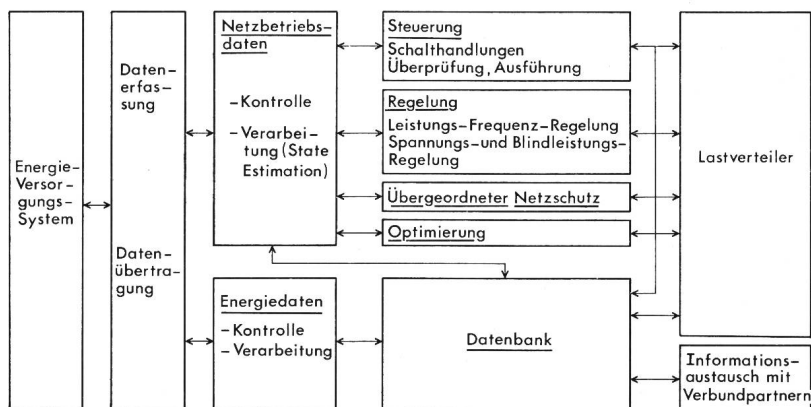 Energie-
Versor-
gungs-
System
Daten-
erfas-
sung
Daten-
übertra-
gung
Netzbetriebs-
daten
-Kontrolle
-Verarbei-
tung (State
Estimation)
Energiedaten
-Kontrolle
-Verarbeitung
Steuerung
Schalthandlungen
Überprüfung, Ausführung
Regelung
Leistungs-Frequenz-Regelung
Spannungs-und Blindleistungs-
Regelung
Übergeordneter Netzschutz
Optimierung
Datenbank
Lastverteiler
Informations-
austausch mit
Verbundpartnern